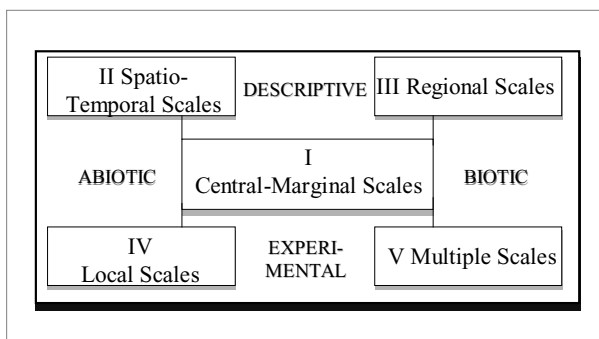 II Spatio-
Temporal Scales
DESCRIPTIVE
III Regional Scales
ABIOTIC
I
Central-Marginal Scales
BIOTIC
IV
Local Scales
EXPERI-
MENTAL
V Multiple Scales